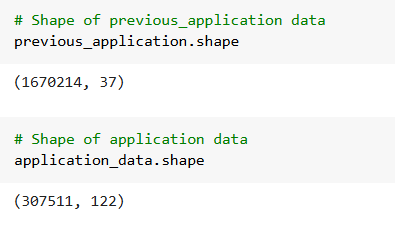 # Shape of previous_application data
previous_application.shape
(1670214, 37)
# Shape of application data
application_data.shape
(307511, 122)